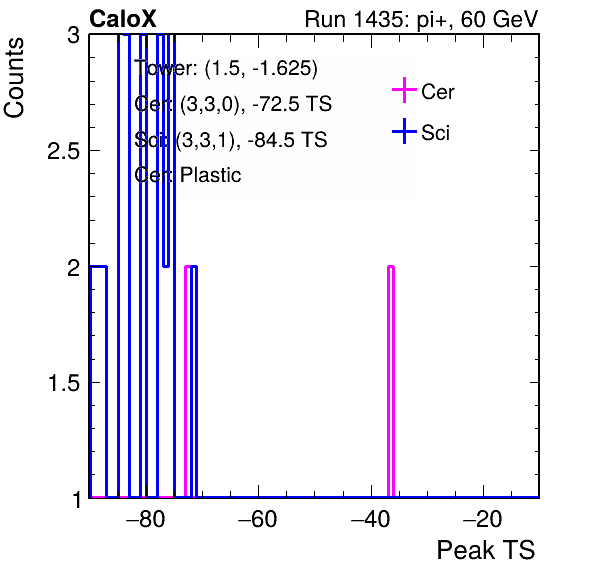 CaloX Run 1435: pi+, 60 GeV
Counts
3
2.5
2
1.5
1
Tower: (1.5, -1.625)
Cer: (3,3,0), -72.5 TS
Sci: (3,3,1), -84.5 TS
Cer: Plastic
Cer
Sci
−80 −60 −40 −20
Peak TS